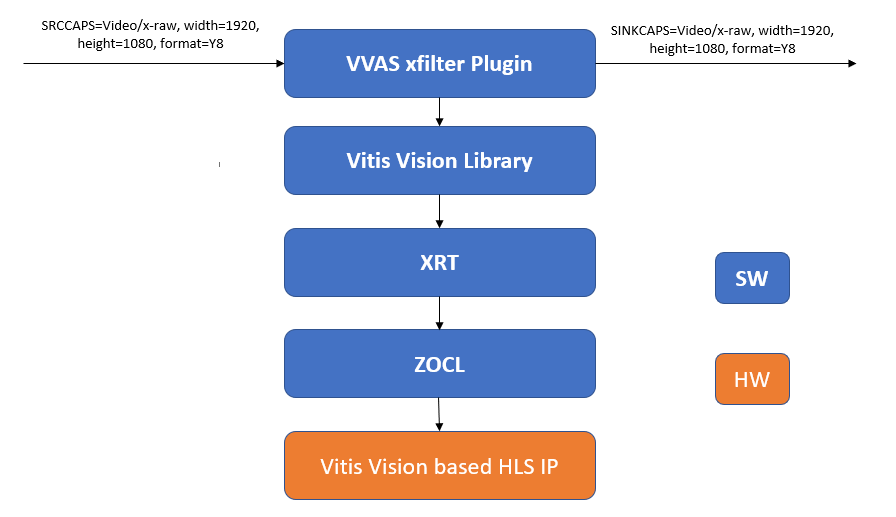 SRCCAPS=Video/x-raw, width=1920,
height=1080, format=Y8
SINKCAPS=Video/x-raw, width=1920,
height=1080, format=Y8
VVAS xfilter Plugin
Vitis Vision Library
XRT
SW
ZOCL
HW
Vitis Vision based HLS IP